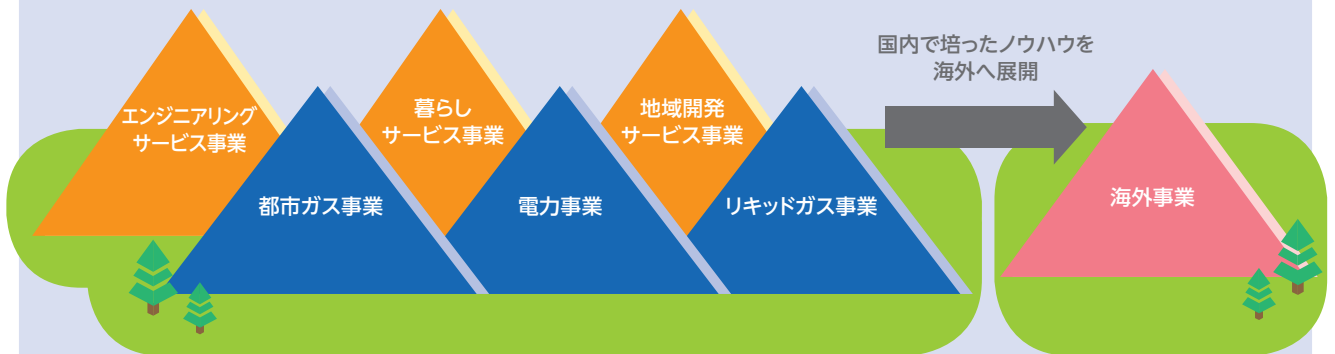 エンジニアリング
サービス事業
暮らし
サービス事業
地域開発
サービス事業
国内で培ったノウハウを
海外へ展開
都市ガス事業
電力事業
リキッドガス事業
海外事業